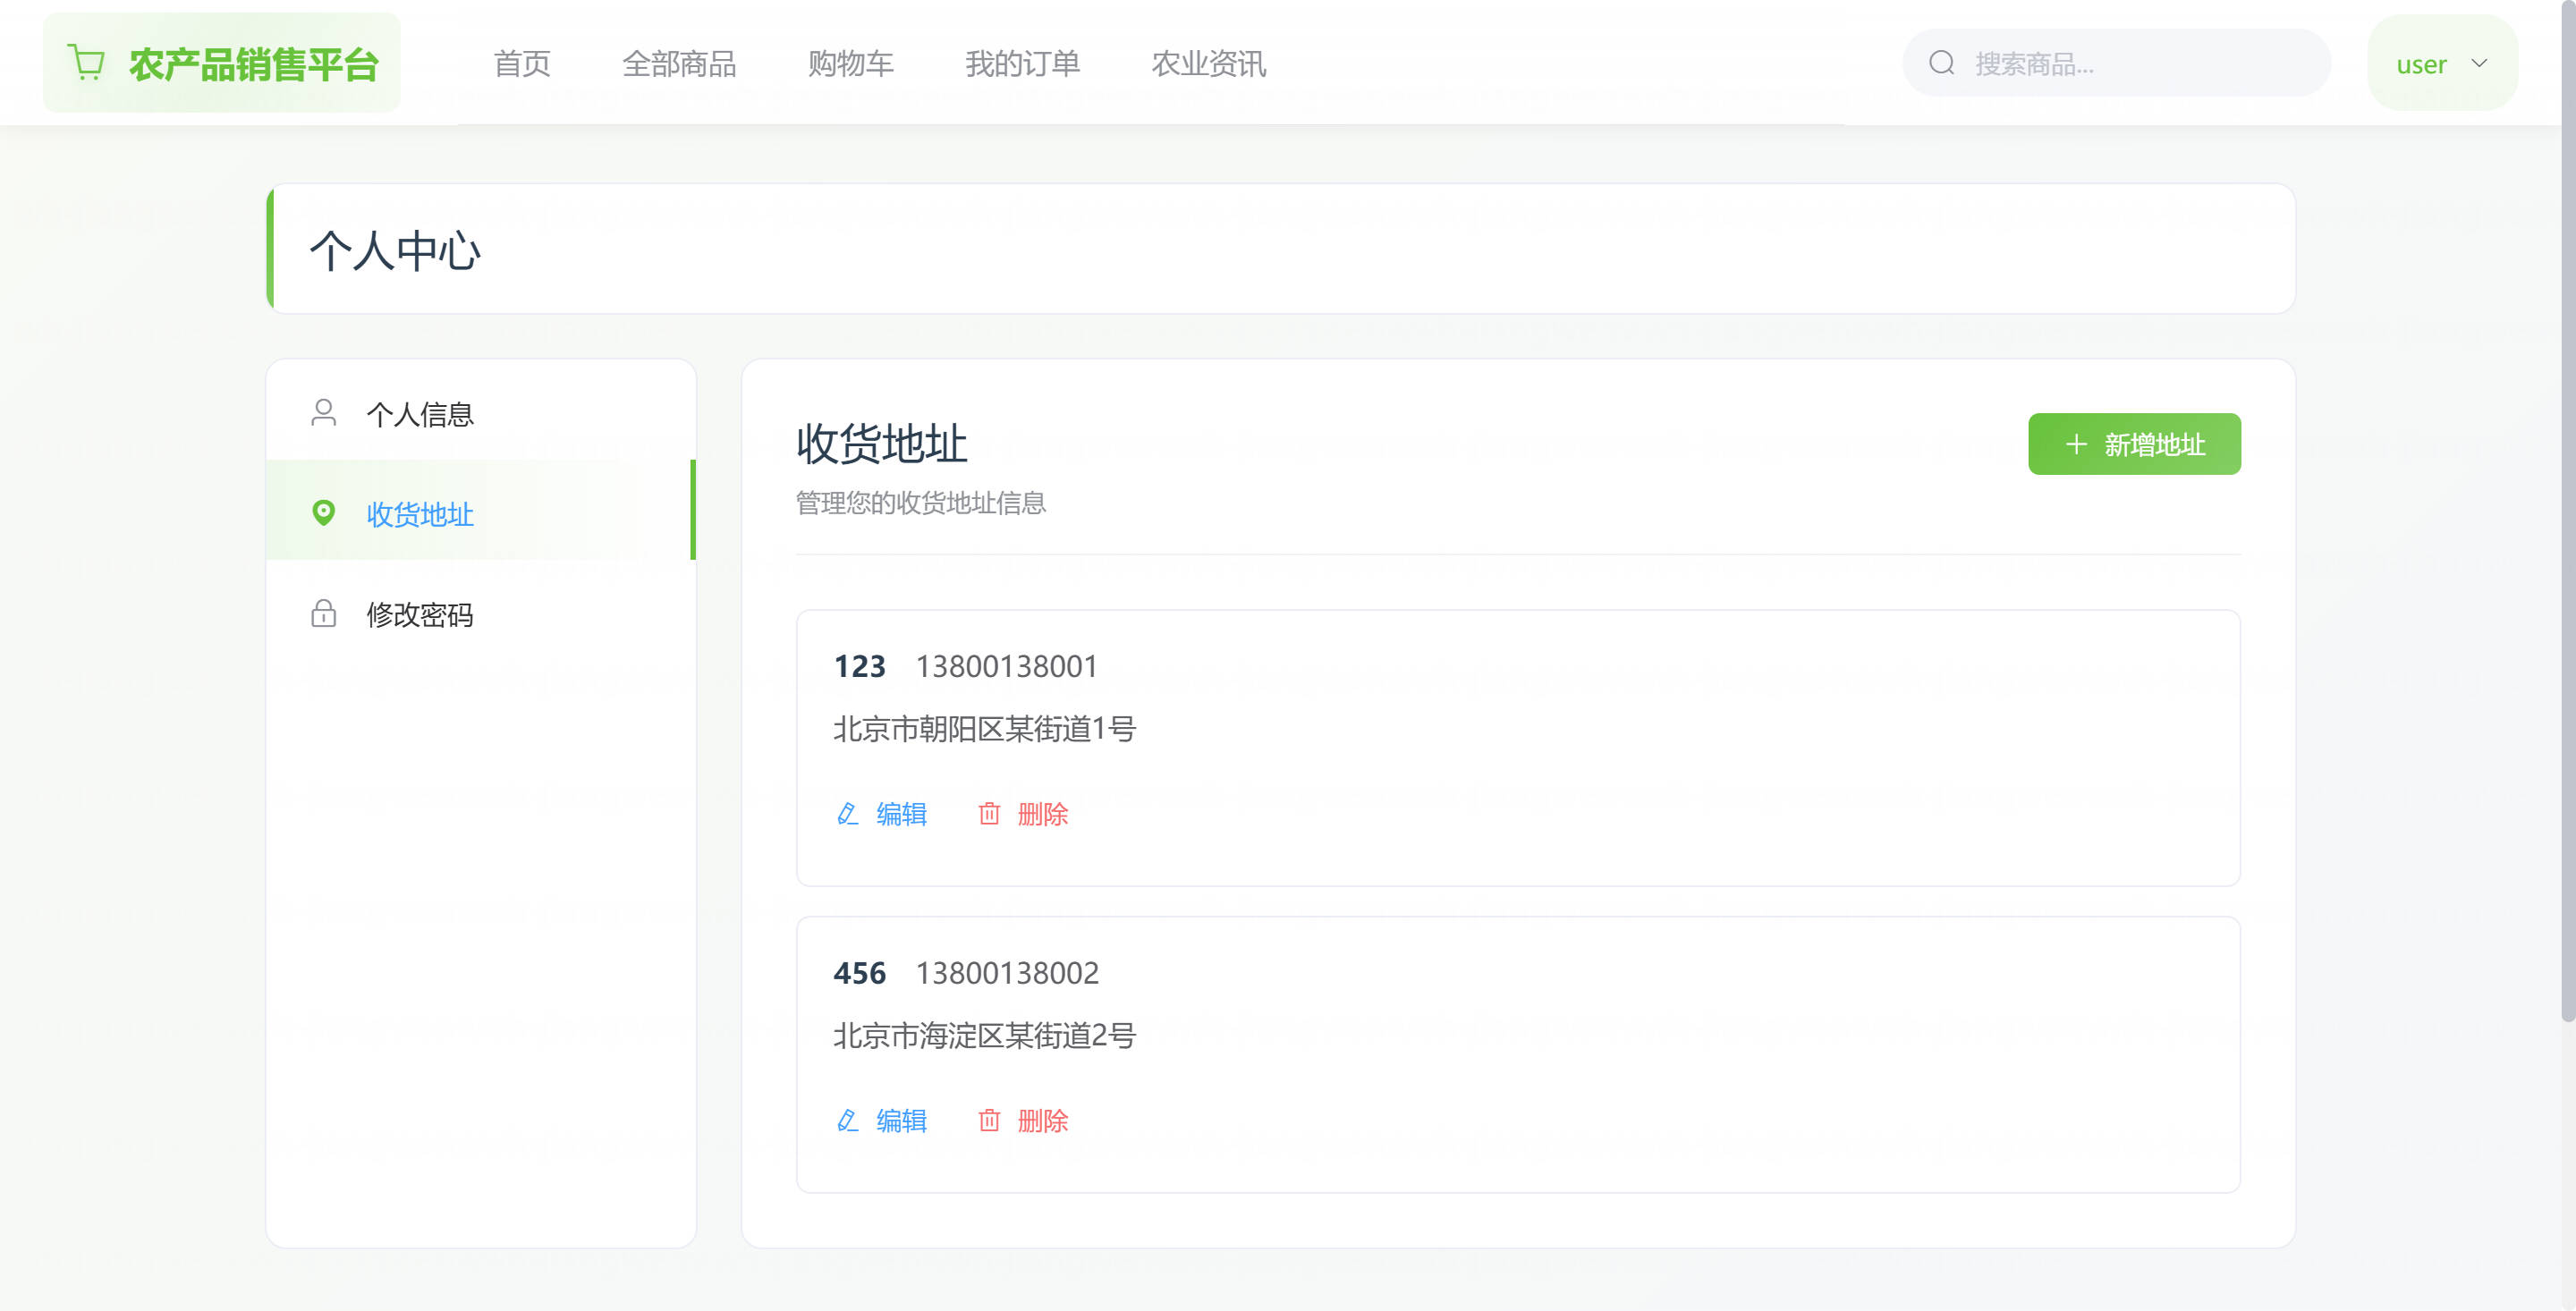 农产品销售平台
首页 全部商品 购物车 我的订单 农业资讯
搜索商品...
user
个人中心
个人信息
收货地址
修改密码
收货地址
新增地址
管理您的收货地址信息
123 13800138001
北京市朝阳区某街道1号
编辑 删除
456 13800138002
北京市海淀区某街道2号
编辑 删除